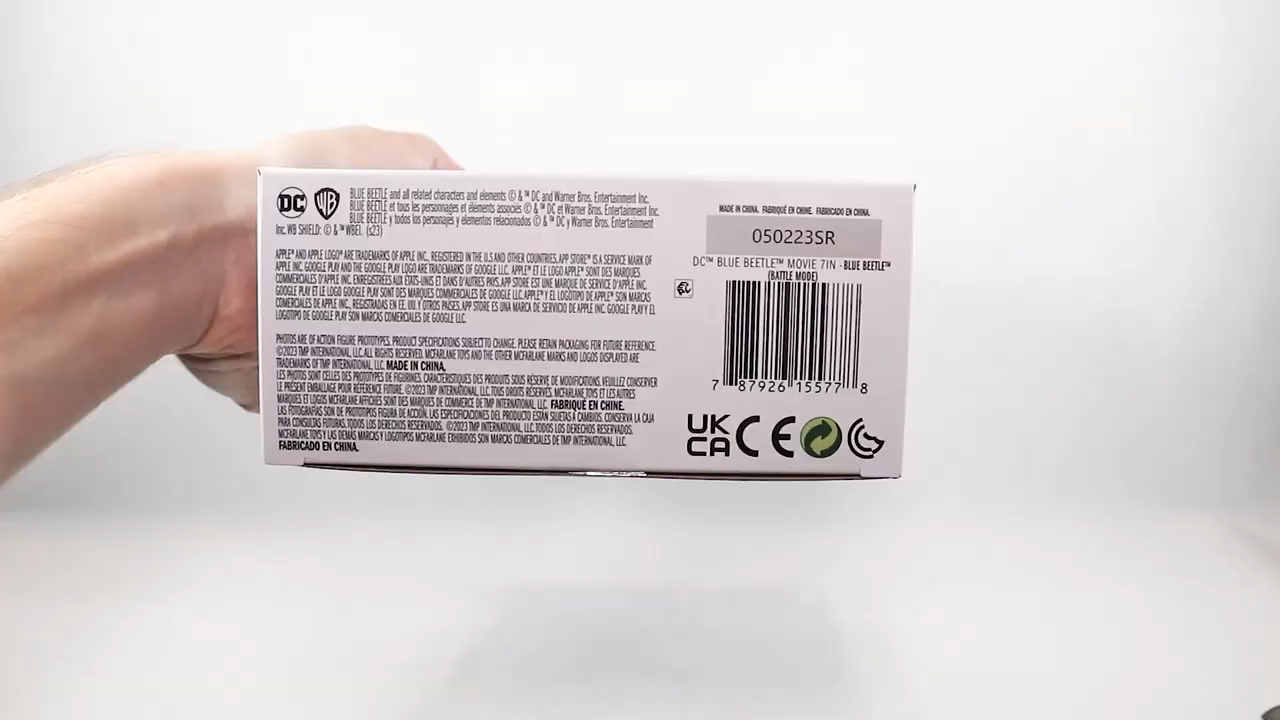 DC WB BLUE BEETLE and all related characters and elements © & ™ DC and Warner Bros. Entertainment Inc.
BLUE BEETLE et tous les personnages et éléments associés © & ™ DC et Warner Bros. Entertainment Inc.
BLUE BEETLE y todos los personajes y elementos relacionados © & ™ DC y Warner Bros. Entertainment
Inc. WB SHIELD: © & ™ WBEI. (s23)
APPLE® AND APPLE LOGO® ARE TRADEMARKS OF APPLE INC., REGISTERED IN THE U.S AND OTHER COUNTRIES. APP STORE® IS A SERVICE MARK OF
APPLE INC. GOOGLE PLAY AND THE GOOGLE PLAY LOGO ARE TRADEMARKS OF GOOGLE LLC. APPLE® ET LE LOGO APPLE® SONT DES MARQUES
COMMERCIALES D'APPLE INC. ENREGISTRÉES AUX ÉTATS-UNIS ET DANS D'AUTRES PAYS. APP STORE EST UNE MARQUE DE SERVICE D'APPLE INC.
GOOGLE PLAY ET LE LOGO GOOGLE PLAY SONT DES MARQUES COMMERCIALES DE GOOGLE LLC. APPLE® Y EL LOGOTIPO DE APPLE® SON MARCAS
COMERCIALES DE APPLE INC., REGISTRADAS EN EE. UU. Y OTROS PAISES. APP STORE ES UNA MARCA DE SERVICIO DE APPLE INC. GOOGLE PLAY Y EL
LOGOTIPO DE GOOGLE PLAY SON MARCAS COMERCIALES DE GOOGLE LLC.
PHOTOS ARE OF ACTION FIGURE PROTOTYPES. PRODUCT SPECIFICATIONS SUBJECT TO CHANGE. PLEASE RETAIN PACKAGING FOR FUTURE REFERENCE.
©2023 TMP INTERNATIONAL, LLC. ALL RIGHTS RESERVED. MCFARLANE TOYS AND THE OTHER MCFARLANE MARKS AND LOGOS DISPLAYED ARE
TRADEMARKS OF TMP INTERNATIONAL, LLC. MADE IN CHINA.
LES PHOTOS SONT CELLES DES PROTOTYPES DE FIGURINES. CARACTÉRISTIQUES DES PRODUITS SOUS RÉSERVE DE MODIFICATIONS. VEUILLEZ CONSERVER
LE PRÉSENT EMBALLAGE POUR RÉFÉRENCE FUTURE. ©2023 TMP INTERNATIONAL, LLC. TOUS DROITS RÉSERVÉS. MCFARLANE TOYS ET LES AUTRES
MARQUES ET LOGOS MCFARLANE AFFICHÉS SONT DES MARQUES DE COMMERCE DE TMP INTERNATIONAL, LLC. FABRIQUÉ EN CHINE.
LAS FOTOGRAFÍAS SON DE PROTOTIPOS FIGURA DE ACCIÓN. LAS ESPECIFICACIONES DEL PRODUCTO ESTÁN SUJETAS A CAMBIOS. CONSERVA LA CAJA
PARA CONSULTAS FUTURAS. TODOS LOS DERECHOS RESERVADOS. ©2023 TMP INTERNATIONAL, LLC. TODOS LOS DERECHOS RESERVADOS.
MCFARLANE TOYS Y LAS DEMÁS MARCAS Y LOGOTIPOS MCFARLANE EXHIBIDOS SON MARCAS COMERCIALES DE TMP INTERNATIONAL, LLC.
FABRICADO EN CHINA.
MADE IN CHINA. FABRIQUÉ EN CHINE. FABRICADO EN CHINA.
050223SR
DC™ BLUE BEETLE™ MOVIE 7IN - BLUE BEETLE™
(BATTLE MODE)
7 87926 15577 8
UK
CA CE